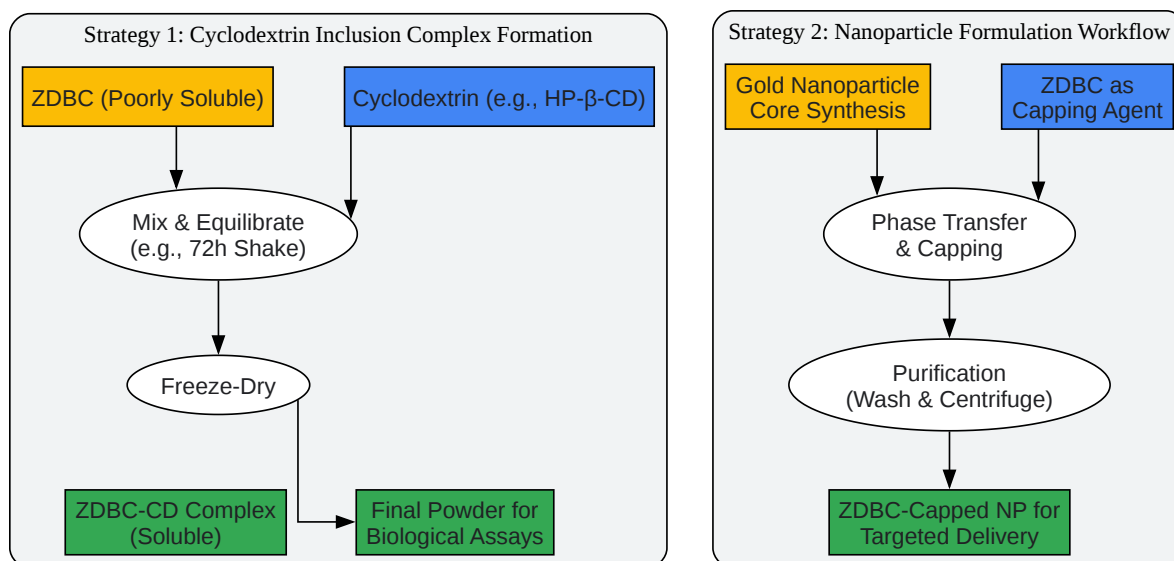 Strategy 1: Cyclodextrin Inclusion Complex Formation
ZDBC (Poorly Soluble)
Cyclodextrin (e.g., HP-β-CD)
Mix & Equilibrate
(e.g., 72h Shake)
Freeze-Dry
ZDBC-CD Complex
(Soluble)
Final Powder for
Biological Assays
Strategy 2: Nanoparticle Formulation Workflow
Gold Nanoparticle
Core Synthesis
ZDBC as
Capping Agent
Phase Transfer
& Capping
Purification
(Wash & Centrifuge)
ZDBC-Capped NP for
Targeted Delivery